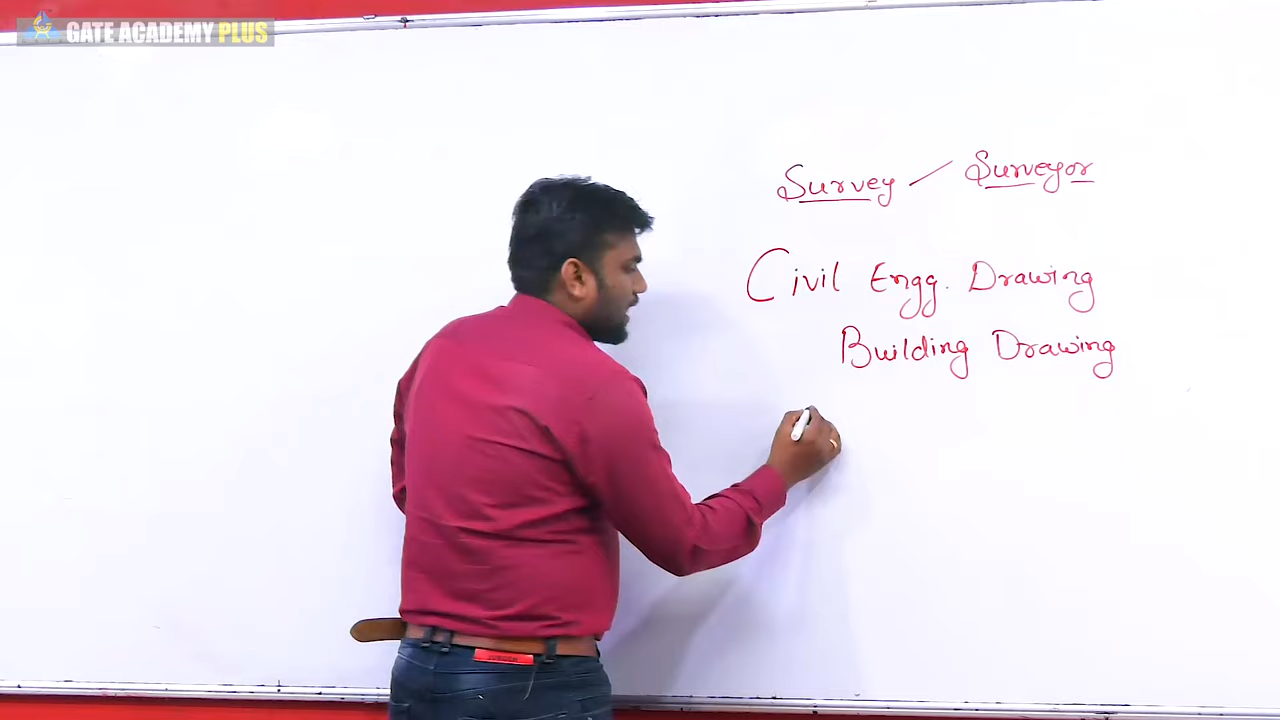 GATE ACADEMY PLUS
Survey / Surveyor
Civil Engg. Drawing
Building Drawing